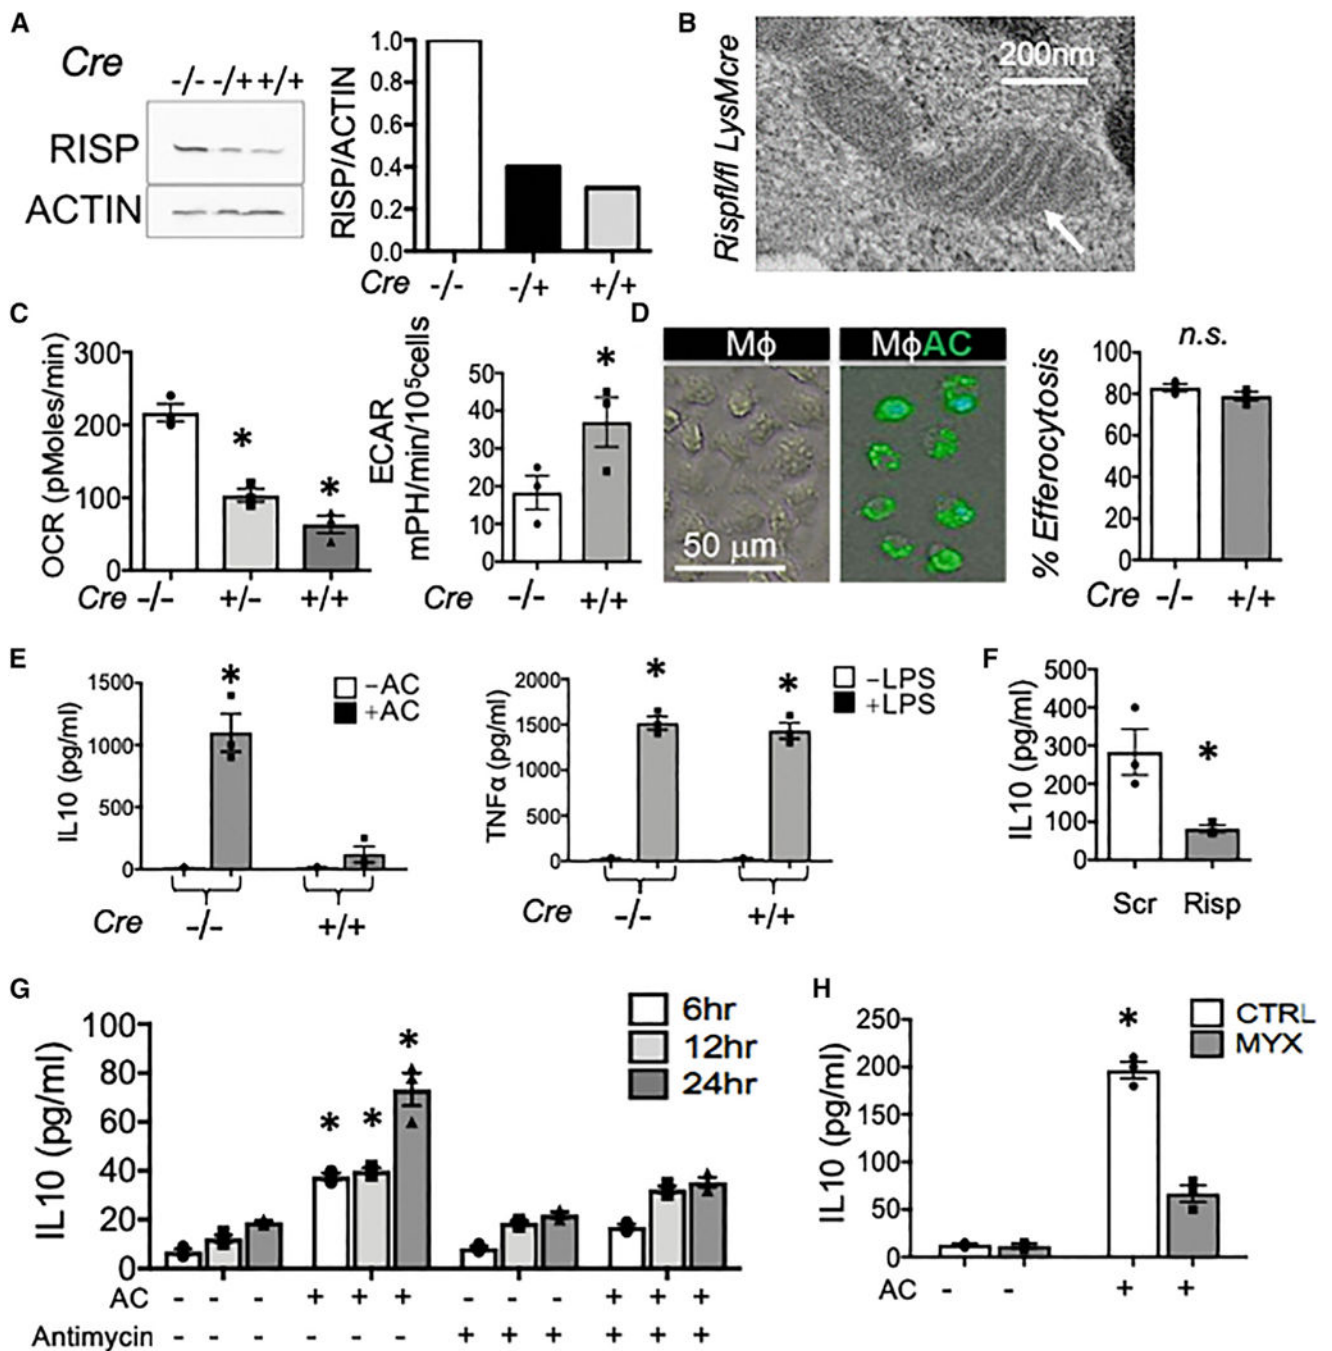 A
Cre
-/- -/+ +/+
RISP
ACTIN
RISP/ACTIN
1.0
0.8
0.6
0.4
0.2
0.0
Cre -/- -/+ +/+
B
Rispfl/fl LysMcre
200nm
C
OCR (pMoles/min)
300
200
100
0
*
*
Cre -/- +/- +/+
ECAR
mPH/min/10⁵cells
50
40
30
20
10
0
*
Cre -/- +/+
D
Mϕ
MϕAC
50 µm
% Efferocytosis
100
80
60
40
20
0
n.s.
Cre -/- +/+
E
IL10 (pg/ml)
1500
1000
500
0
*
−AC
+AC
Cre -/- +/+
TNFα (pg/ml)
2000
1500
1000
500
0
*
*
−LPS
+LPS
Cre -/- +/+
F
IL10 (pg/ml)
500
400
300
200
100
0
*
Scr Risp
G
IL10 (pg/ml)
100
80
60
40
20
0
* * *
6hr
12hr
24hr
AC - - - + + + - - - + + +
Antimycin - - - - - - + + + + + +
H
IL10 (pg/ml)
250
200
150
100
50
0
*
CTRL
MYX
AC - - + +